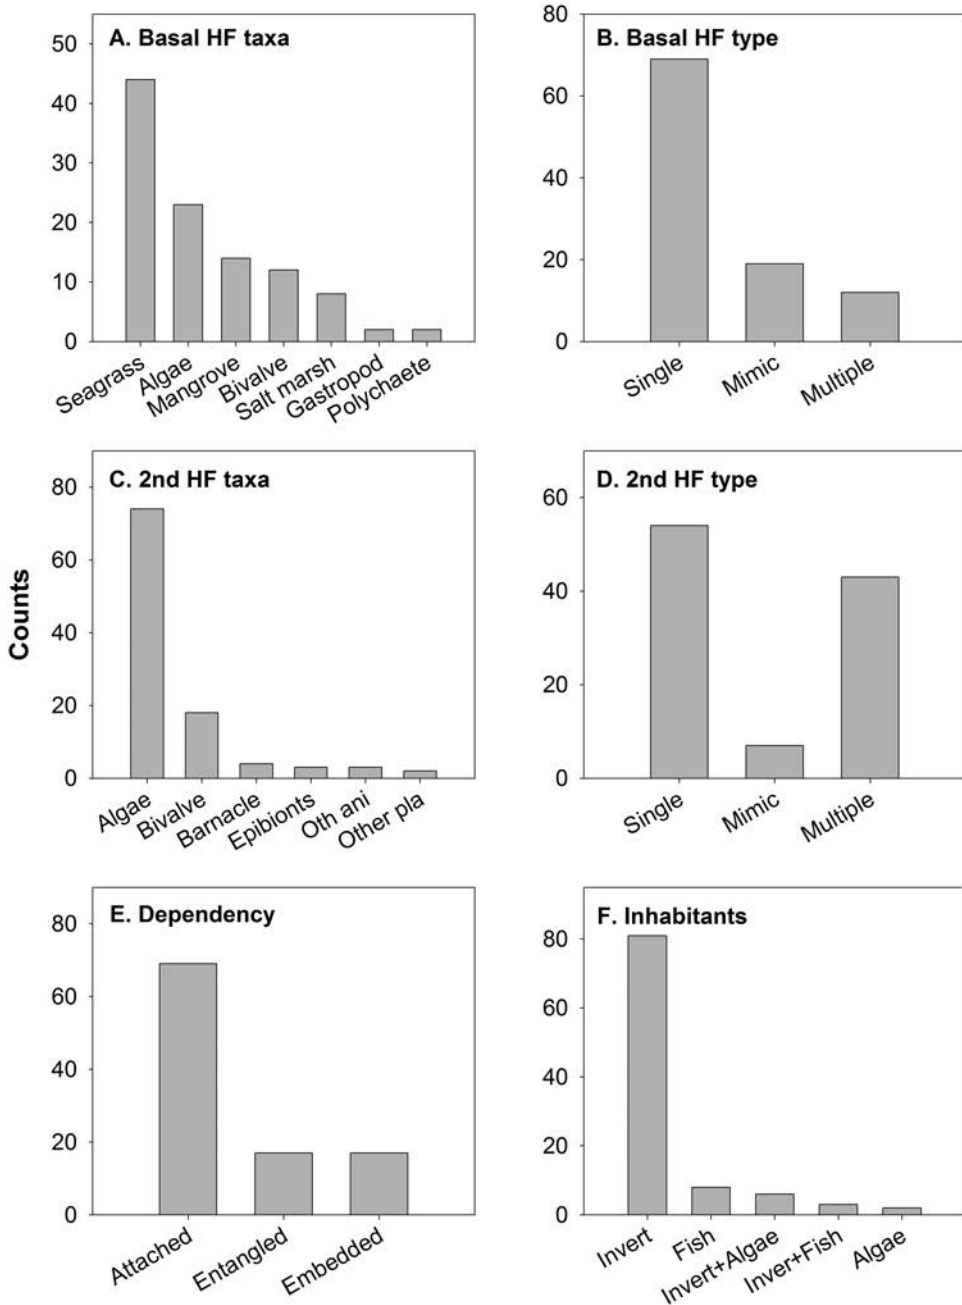 A. Basal HF taxa
50
40
30
20
10
0
Seagrass
Algae
Mangrove
Bivalve
Salt marsh
Gastropod
Polychaete
B. Basal HF type
80
60
40
20
0
Single
Mimic
Multiple
Counts
C. 2nd HF taxa
80
60
40
20
0
Algae
Bivalve
Barnacle
Epibionts
Oth ani
Other pla
D. 2nd HF type
60
40
20
0
Single
Mimic
Multiple
E. Dependency
80
60
40
20
0
Attached
Entangled
Embedded
F. Inhabitants
80
60
40
20
0
Invert
Fish
Invert+Algae
Inver+Fish
Algae